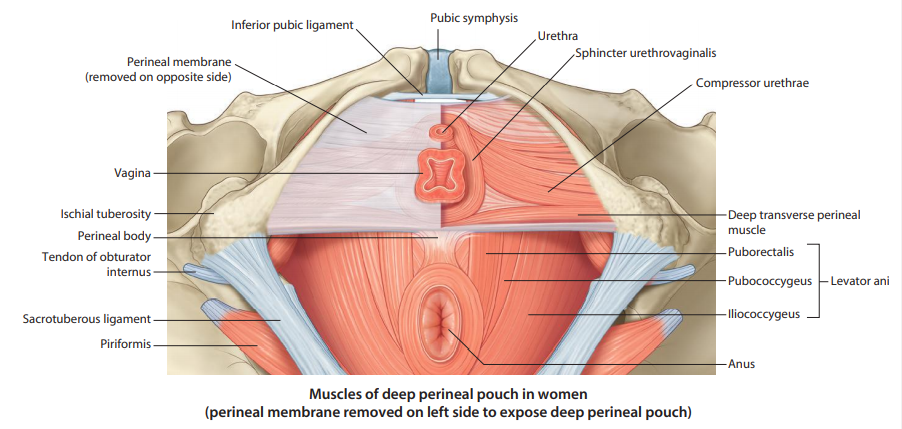 Pubic symphysis
Inferior pubic ligament
Urethra
Sphincter urethrovaginalis
Perineal membrane
(removed on opposite side)
Compressor urethrae
Vagina
Ischial tuberosity
Deep transverse perineal
muscle
Perineal body
Puborectalis
Tendon of obturator
internus
Pubococcygeus
Levator ani
Iliococcygeus
Sacrotuberous ligament
Piriformis
Anus
Muscles of deep perineal pouch in women
(perineal membrane removed on left side to expose deep perineal pouch)